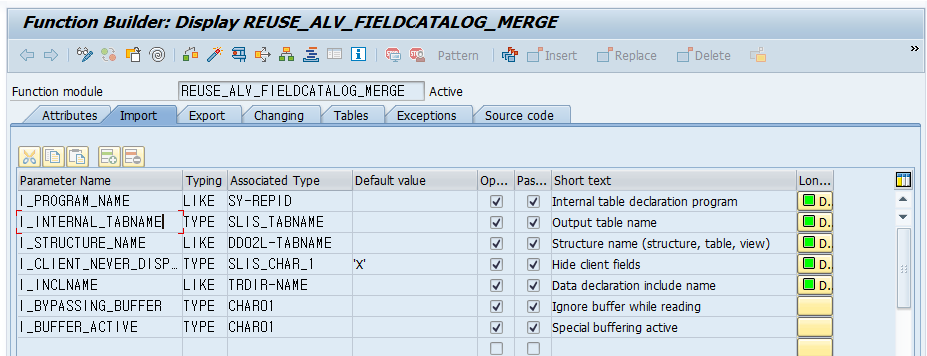 Function Builder: Display REUSE_ALV_FIELDCATALOG_MERGE
Pattern Insert Replace Delete »
Function module REUSE_ALV_FIELDCATALOG_MERGE Active
Attributes Import Export Changing Tables Exceptions Source code
Parameter Name Typing Associated Type Default value Op... Pas... Short text Lon...
I_PROGRAM_NAME LIKE SY-REPID Internal table declaration program D.
I_INTERNAL_TABNAME TYPE SLIS_TABNAME Output table name D.
I_STRUCTURE_NAME LIKE DD02L-TABNAME Structure name (structure, table, view) D.
I_CLIENT_NEVER_DISP... TYPE SLIS_CHAR_1 'X' Hide client fields D.
I_INCLNAME LIKE TRDIR-NAME Data declaration include name D.
I_BYPASSING_BUFFER TYPE CHAR01 Ignore buffer while reading
I_BUFFER_ACTIVE TYPE CHAR01 Special buffering active